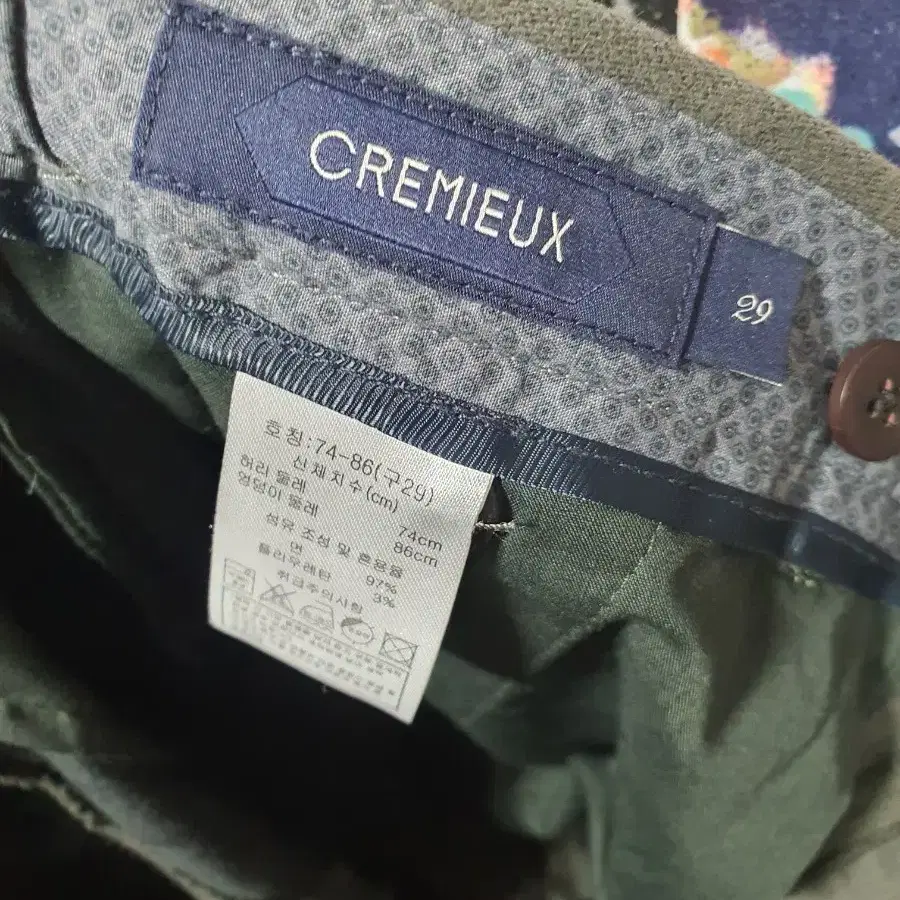 CREMIEUX
29
호칭:74-86(구29)
신체치수(cm)
허리 둘레 74cm
엉덩이 둘레 86cm
섬유 조성 및 혼용율
면 97%
폴리우레탄 3%
취급주의사항